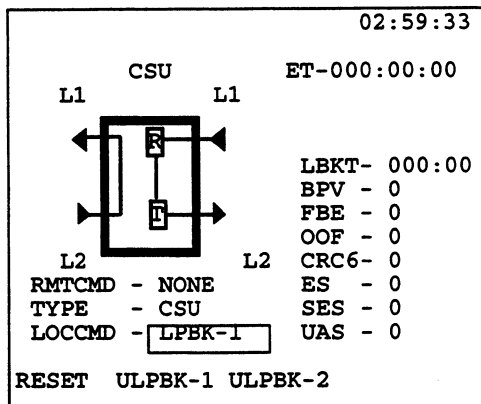 02:59:33
CSU ET-000:00:00
L1 L1
R
LBKT- 000:00
BPV - 0
FBE - 0
T OOF - 0
L2 L2 CRC6- 0
RMTCMD - NONE ES - 0
TYPE - CSU SES - 0
LOCCMD - LPBK-1 UAS - 0
RESET ULPBK-1 ULPBK-2